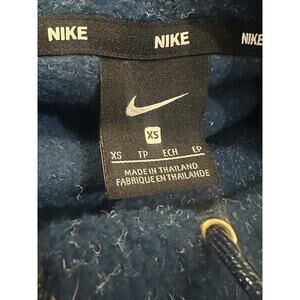 NIKE NIKE NIKE
XS
XS TP ECH EP
MADE IN THAILAND
FABRIQUE EN THAILANDE